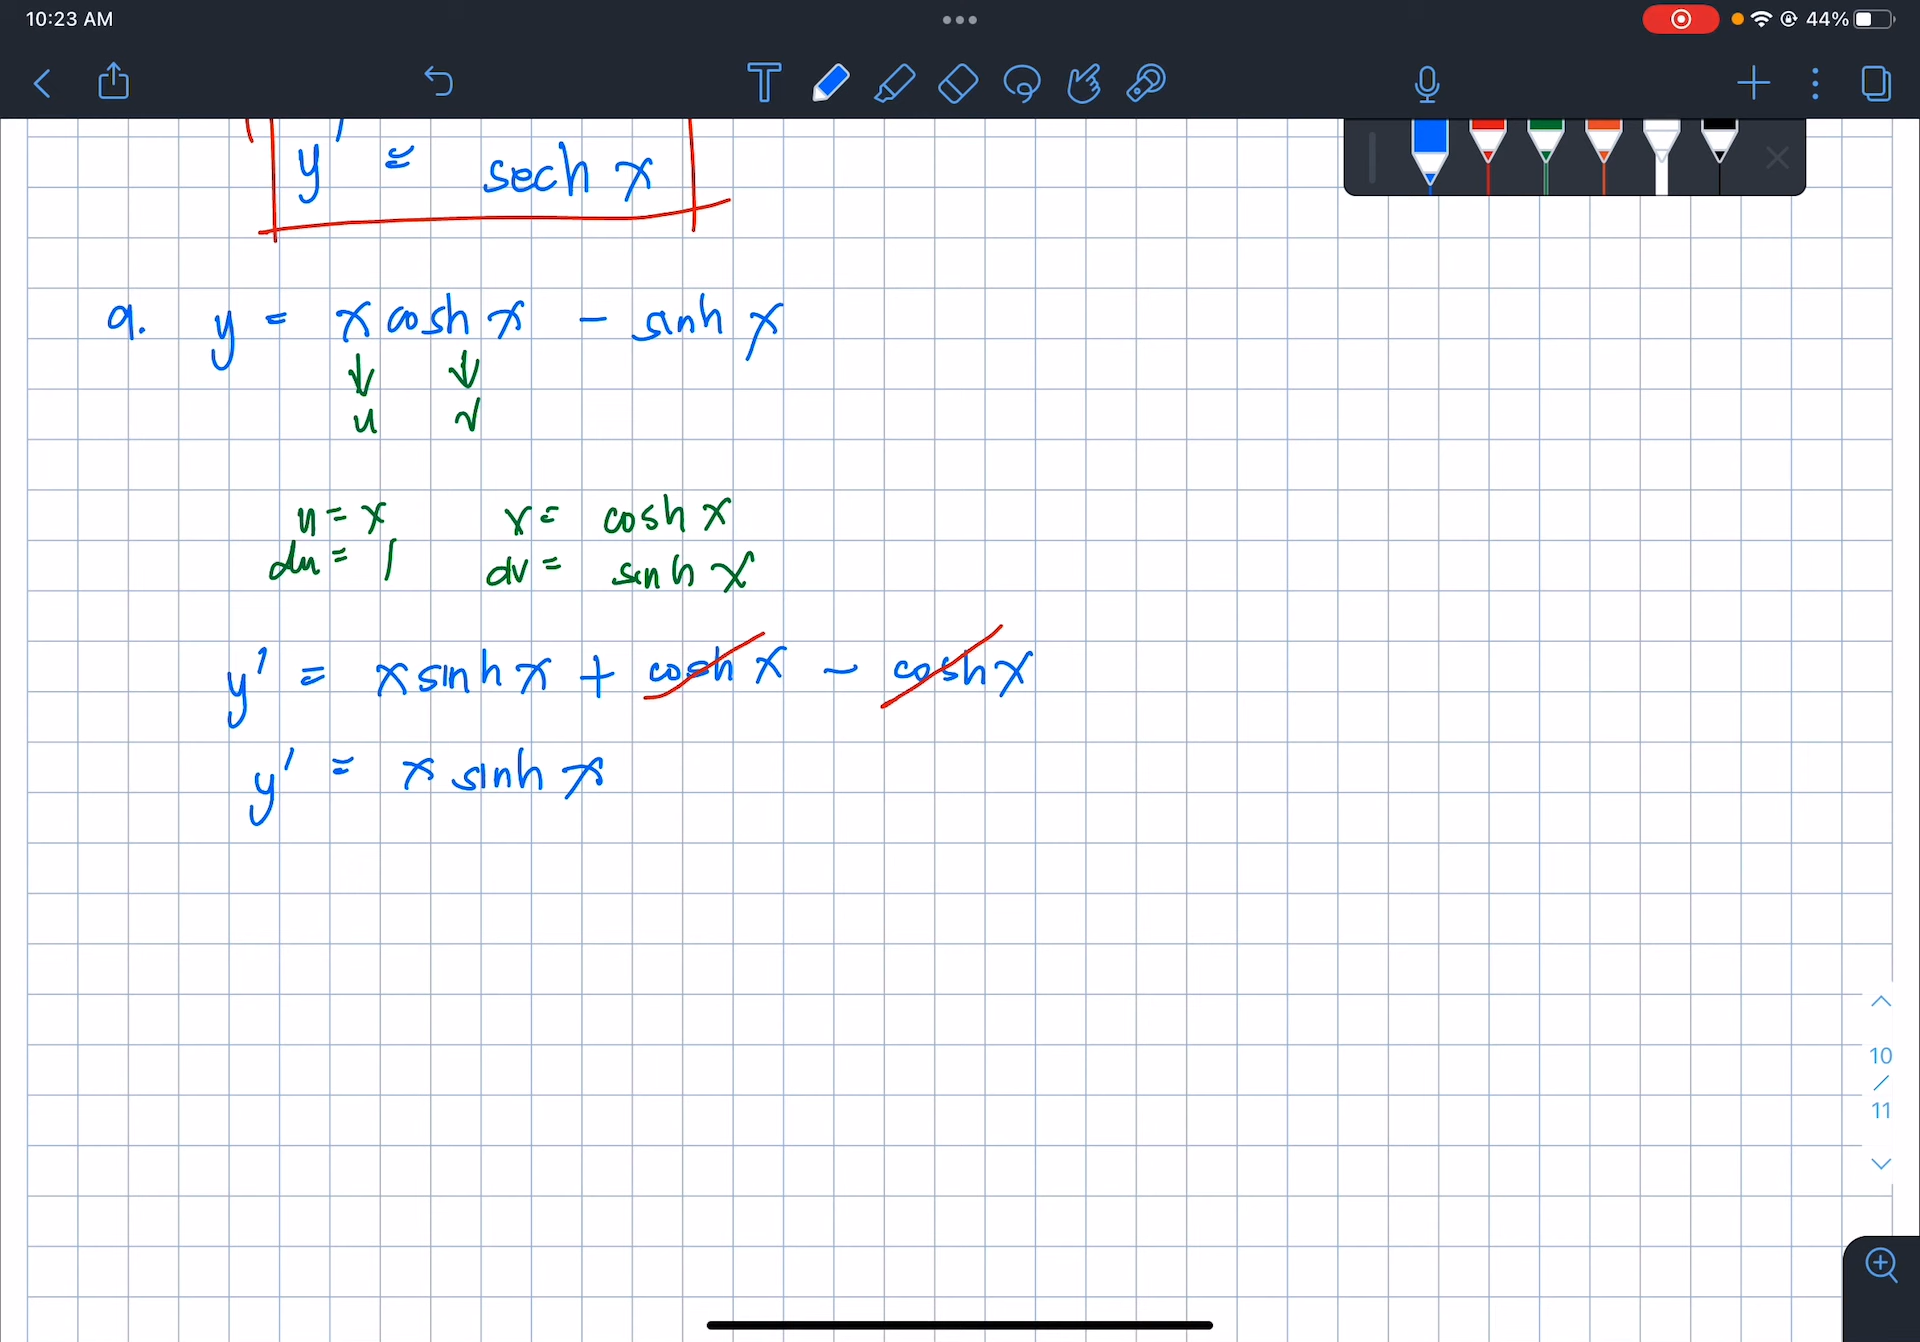 10:23 AM
44%
y' = sech x
9. y = x cosh x - sinh x
u v
u = x v = cosh x
du = 1 dv = sinh x
y' = x sinh x + cosh x - cosh x
y' = x sinh x
10
/
11